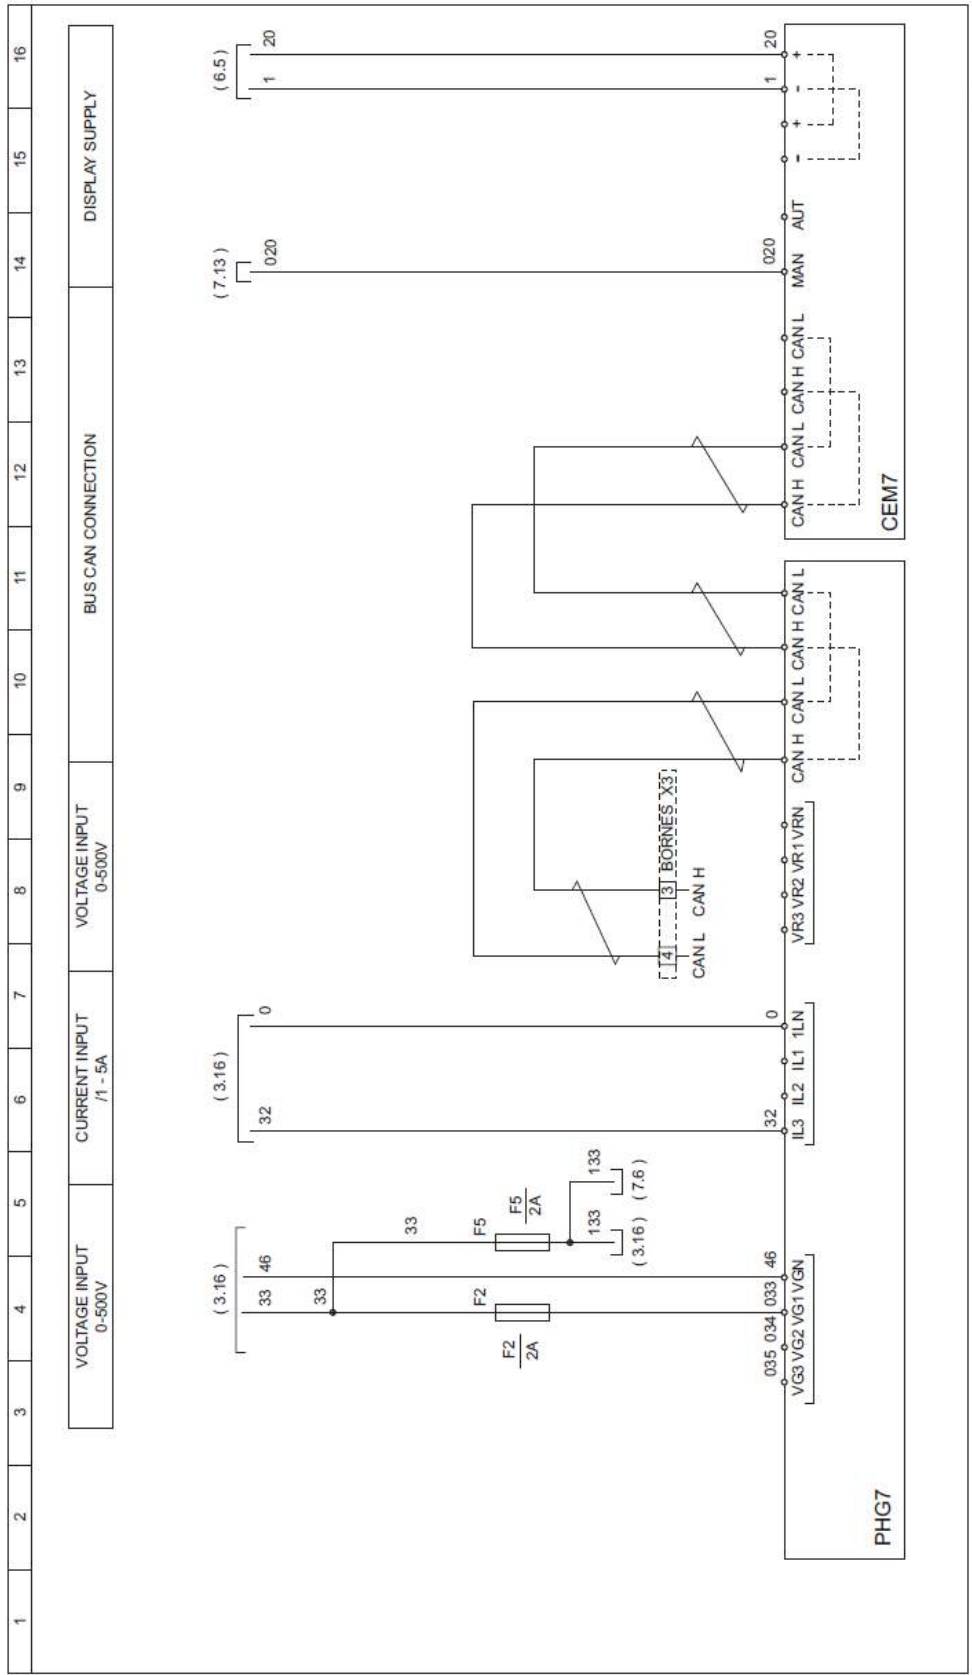 1 2 3 4 5 6 7 8 9 10 11 12 13 14 15 16
VOLTAGE INPUT
0-500V
CURRENT INPUT
/1 - 5A
VOLTAGE INPUT
0-500V
BUS CAN CONNECTION
DISPLAY SUPPLY
( 3.16 )
( 3.16 )
( 7.13 )
( 6.5 )
33 46
32 0
020
1 20
33
33
F2
F2
2A
F5
F5
2A
133
133
( 3.16 )
( 7.6 )
4 3 BORNES X3
CAN L CAN H
035 034 033 46
32 0
020
1 20
VG3 VG2 VG1 VGN
IL3 IL2 IL1 1LN
VR3 VR2 VR1 VRN
CAN H CAN L CAN H CAN L
CAN H CAN L CAN H CAN L
MAN AUT
- + - +
PHG7
CEM7